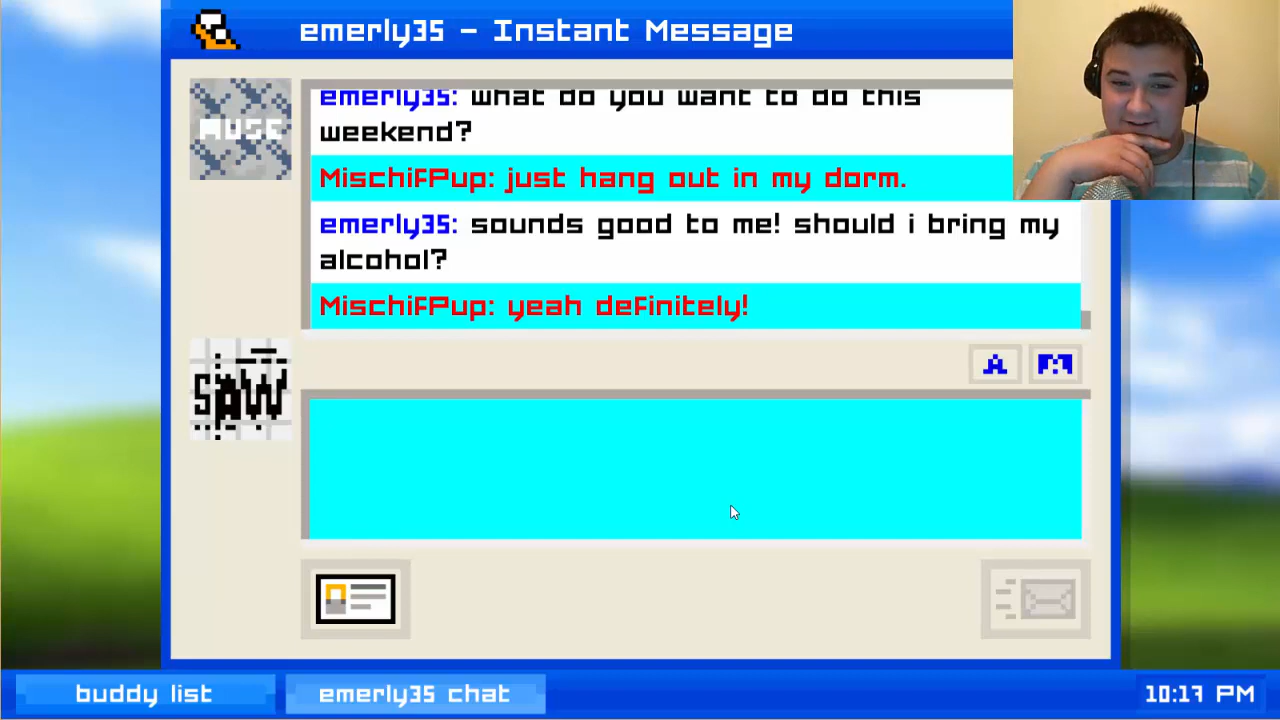 emerly35 - Instant Message
emerly35: what do you want to do this
weekend?
MischifPup: just hang out in my dorm.
emerly35: sounds good to me! should i bring my
alcohol?
MischifPup: yeah definitely!
MUSE
SAW
A
buddy list
emerly35 chat
10:17 PM